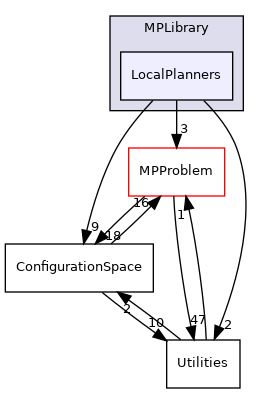 MPLibrary
LocalPlanners
3
MPProblem
16
1
9
18
ConfigurationSpace
2
10
47
2
Utilities